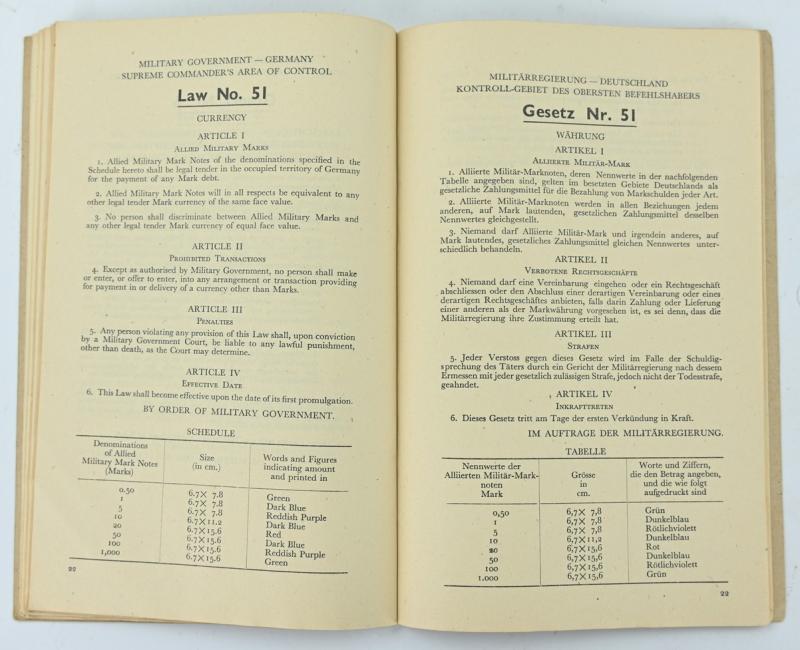 MILITARY GOVERNMENT — GERMANY
SUPREME COMMANDER'S AREA OF CONTROL
Law No. 51
CURRENCY
ARTICLE I
ALLIED MILITARY MARKS
1. Allied Military Mark Notes of the denominations specified in the
Schedule hereto shall be legal tender in the occupied territory of Germany
for the payment of any Mark debt.
2. Allied Military Mark Notes will in all respects be equivalent to any
other legal tender Mark currency of the same face value.
3. No person shall discriminate between Allied Military Marks and
any other legal tender Mark currency of equal face value.
ARTICLE II
PROHIBITED TRANSACTIONS
4. Except as authorised by Military Government, no person shall make
or enter, or offer to enter, into any arrangement or transaction providing
for payment in or delivery of a currency other than Marks.
ARTICLE III
PENALTIES
5. Any person violating any provision of this Law shall, upon conviction
by a Military Government Court, be liable to any lawful punishment,
other than death, as the Court may determine.
ARTICLE IV
EFFECTIVE DATE
6. This Law shall become effective upon the date of its first promulgation.
BY ORDER OF MILITARY GOVERNMENT.
SCHEDULE
Denominations
of Allied
Military Mark Notes
(Marks)
Size
(in cm.)
Words and Figures
indicating amount
and printed in
0.50 6.7 X 7.8 Green
1 6.7 X 7.8 Dark Blue
5 6.7 X 7.8 Reddish Purple
10 6.7 X 11.2 Dark Blue
20 6.7 X 15.6 Red
50 6.7 X 15.6 Dark Blue
100 6.7 X 15.6 Reddish Purple
1,000 6.7 X 15.6 Green
22
MILITÄRREGIERUNG — DEUTSCHLAND
KONTROLL-GEBIET DES OBERSTEN BEFEHLSHABERS
Gesetz Nr. 51
WÄHRUNG
ARTIKEL I
ALLIIERTE MILITÄR-MARK
1. Alliierte Militär-Marknoten, deren Nennwerte in der nachfolgenden
Tabelle angegeben sind, gelten im besetzten Gebiete Deutschlands als
gesetzliche Zahlungsmittel für die Bezahlung von Markschulden jeder Art.
2. Alliierte Militär-Marknoten werden in allen Beziehungen jedem
anderen, auf Mark lautenden, gesetzlichen Zahlungsmittel desselben
Nennwertes gleichgestellt.
3. Niemand darf Alliierte Militär-Mark und irgendein anderes, auf
Mark lautendes, gesetzliches Zahlungsmittel gleichen Nennwertes unter-
schiedlich behandeln.
ARTIKEL II
VERBOTENE RECHTSGESCHÄFTE
4. Niemand darf eine Vereinbarung eingehen oder ein Rechtsgeschäft
abschliessen oder den Abschluss einer derartigen Vereinbarung oder eines
derartigen Rechtsgeschäftes anbieten, falls darin Zahlung oder Lieferung
einer anderen als der Markwährung vorgesehen ist, es sei denn, dass die
Militärregierung ihre Zustimmung erteilt hat.
ARTIKEL III
STRAFEN
5. Jeder Verstoss gegen dieses Gesetz wird im Falle der Schuldig-
sprechung des Täters durch ein Gericht der Militärregierung nach dessem
Ermessen mit jeder gesetzlich zulässigen Strafe, jedoch nicht der Todesstrafe,
geahndet.
ARTIKEL IV
INKRAFTTRETEN
6. Dieses Gesetz tritt am Tage der ersten Verkündung in Kraft.
IM AUFTRAGE DER MILITÄRREGIERUNG.
TABELLE
Nennwerte der
Alliierten Militär-Mark-
noten
Mark
Grösse
in
cm.
Worte und Ziffern,
die den Betrag angeben,
und die wie folgt
aufgedruckt sind
0,50 6,7 X 7,8 Grün
1 6,7 X 7,8 Dunkelblau
5 6,7 X 7,8 Rötlichviolett
10 6,7 X 11,2 Dunkelblau
20 6,7 X 15,6 Rot
50 6,7 X 15,6 Dunkelblau
100 6,7 X 15,6 Rötlichviolett
1.000 6,7 X 15,6 Grün
22